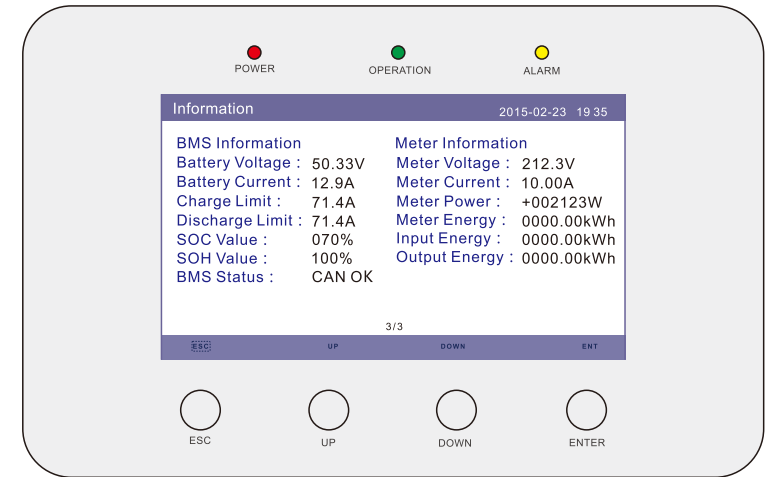 POWER
OPERATION
ALARM
Information
2015-02-23 19 35
BMS Information
Battery Voltage : 50.33V
Battery Current : 12.9A
Charge Limit : 71.4A
Discharge Limit : 71.4A
SOC Value : 070%
SOH Value : 100%
BMS Status : CAN OK
Meter Information
Meter Voltage : 212.3V
Meter Current : 10.00A
Meter Power : +002123W
Meter Energy : 0000.00kWh
Input Energy : 0000.00kWh
Output Energy : 0000.00kWh
3/3
ESC UP DOWN ENT
ESC UP DOWN ENTER